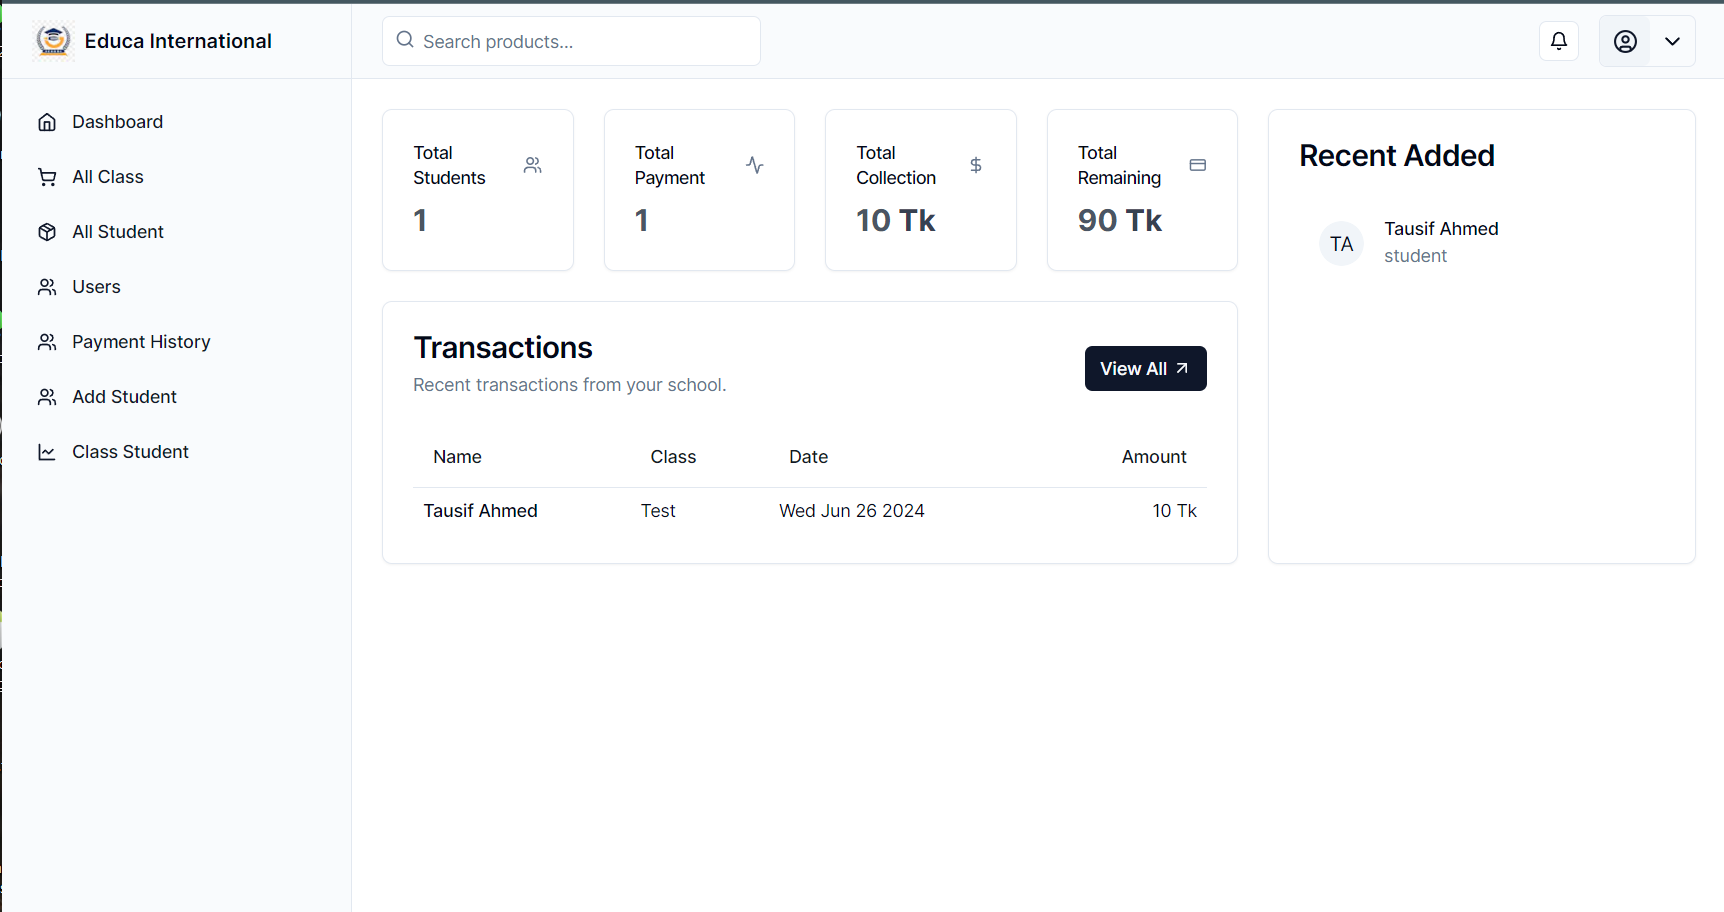 Educa International
Search products...
Dashboard
All Class
All Student
Users
Payment History
Add Student
Class Student
Total Students
1
Total Payment
1
Total Collection
10 Tk
Total Remaining
90 Tk
Transactions
Recent transactions from your school.
View All
Name Class Date Amount
Tausif Ahmed Test Wed Jun 26 2024 10 Tk
Recent Added
TA
Tausif Ahmed
student